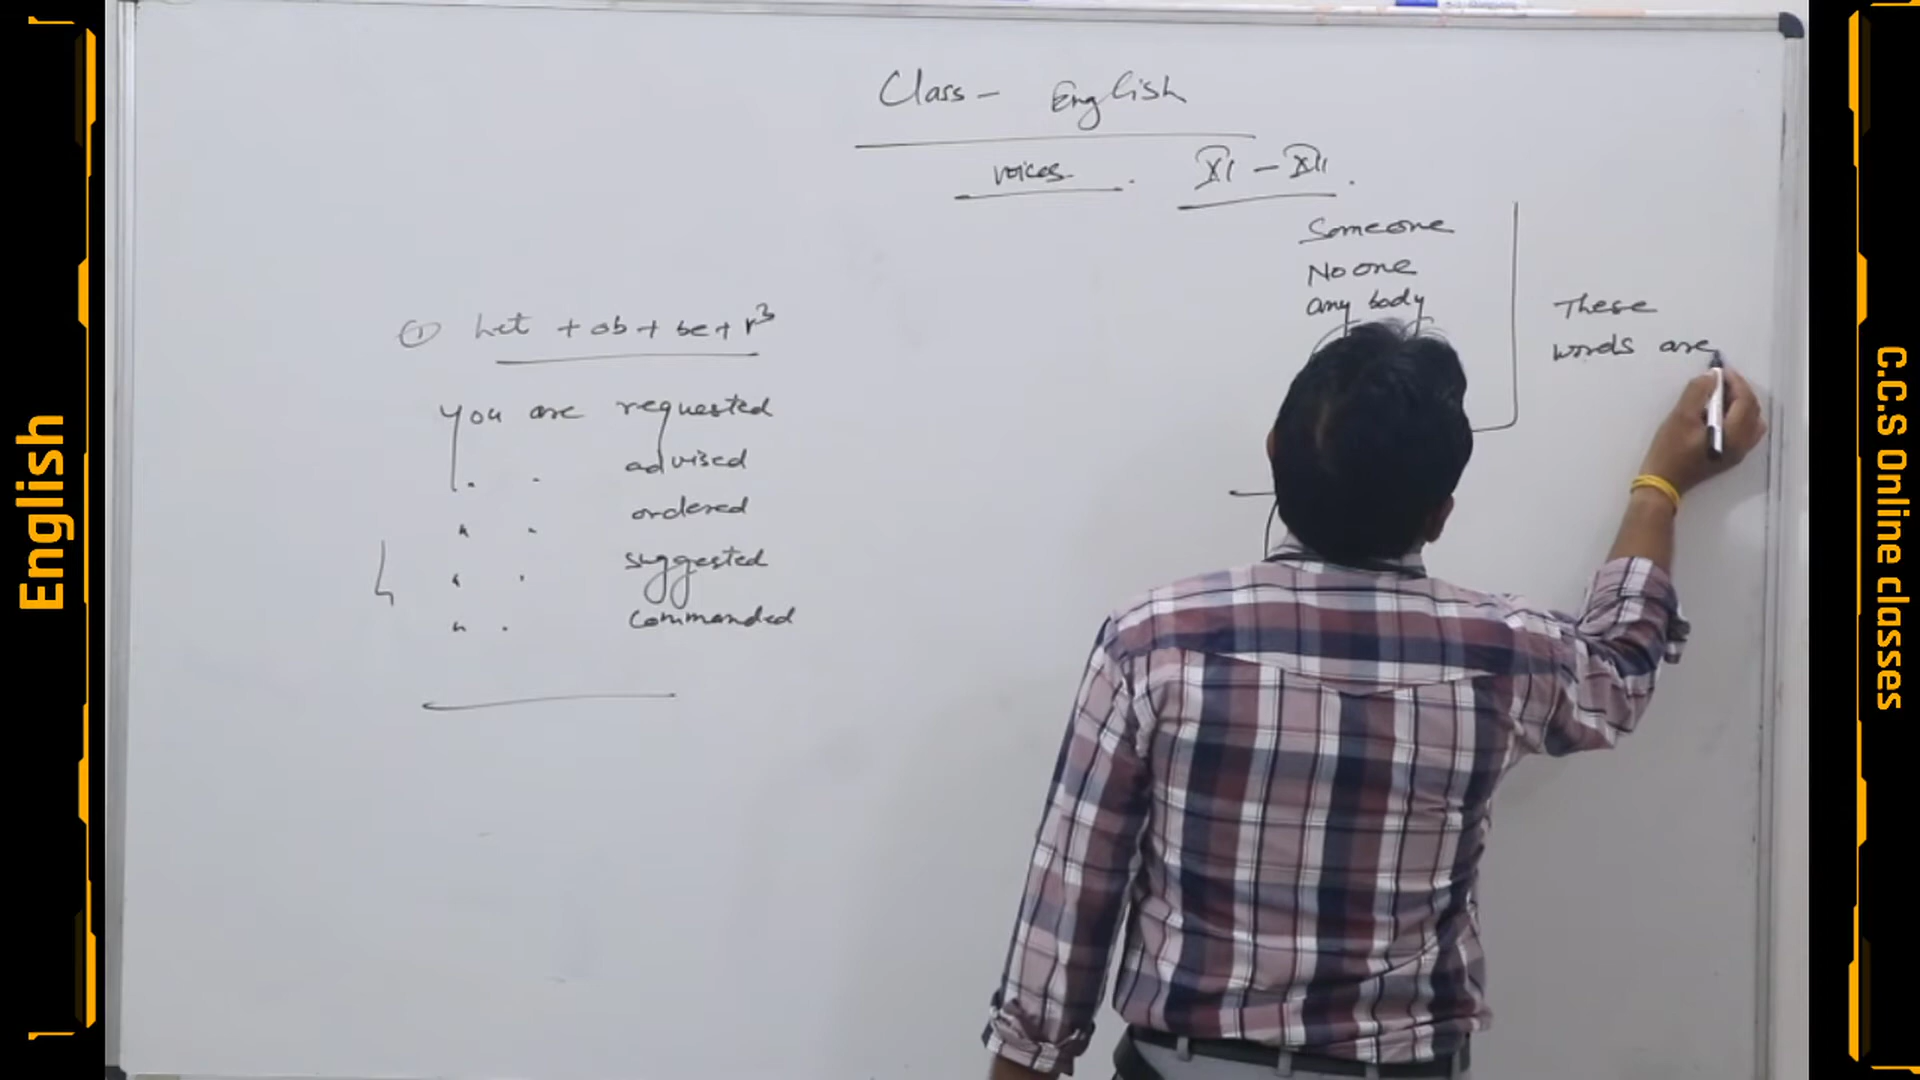 English
Class - English
voices. XI - XII.
Someone
No one
any body
These
words are
① Let + ob + be + v³
You are requested
" " advised
" " ordered
" " suggested
" " commanded
C.C.S Online classes